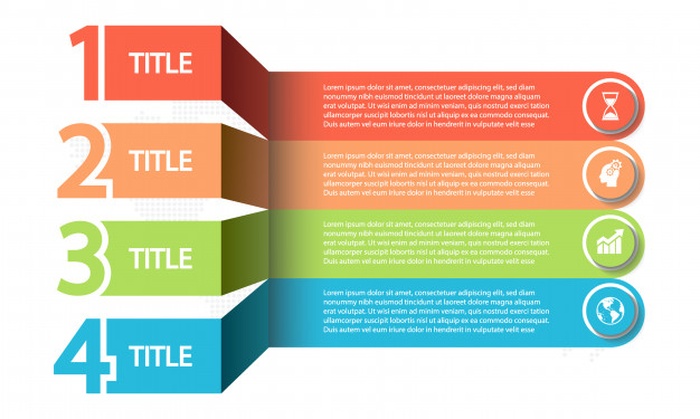 1
TITLE
Lorem ipsum dolor sit amet, consectetuer adipiscing elit, sed diam
nonummy nibh euismod tincidunt ut laoreet dolore magna aliquam
erat volutpat. Ut wisi enim ad minim veniam, quis nostrud exerci tation
ullamcorper suscipit lobortis nisl ut aliquip ex ea commodo consequat.
Duis autem vel eum iriure dolor in hendrerit in vulputate velit esse
2
TITLE
Lorem ipsum dolor sit amet, consectetuer adipiscing elit, sed diam
nonummy nibh euismod tincidunt ut laoreet dolore magna aliquam
erat volutpat. Ut wisi enim ad minim veniam, quis nostrud exerci tation
ullamcorper suscipit lobortis nisl ut aliquip ex ea commodo consequat.
Duis autem vel eum iriure dolor in hendrerit in vulputate velit esse
3
TITLE
Lorem ipsum dolor sit amet, consectetuer adipiscing elit, sed diam
nonummy nibh euismod tincidunt ut laoreet dolore magna aliquam
erat volutpat. Ut wisi enim ad minim veniam, quis nostrud exerci tation
ullamcorper suscipit lobortis nisl ut aliquip ex ea commodo consequat.
Duis autem vel eum iriure dolor in hendrerit in vulputate velit esse
4
TITLE
Lorem ipsum dolor sit amet, consectetuer adipiscing elit, sed diam
nonummy nibh euismod tincidunt ut laoreet dolore magna aliquam
erat volutpat. Ut wisi enim ad minim veniam, quis nostrud exerci tation
ullamcorper suscipit lobortis nisl ut aliquip ex ea commodo consequat.
Duis autem vel eum iriure dolor in hendrerit in vulputate velit esse